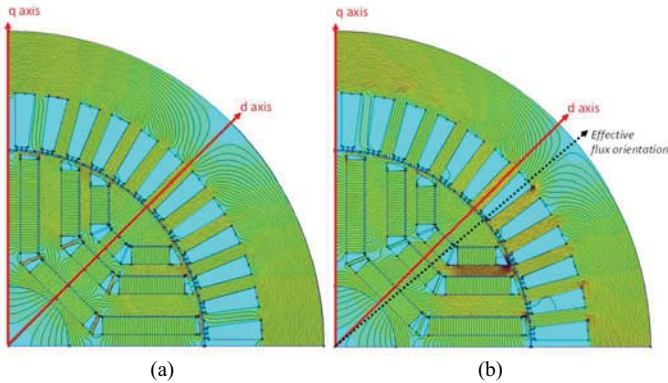 q axis
d axis
(a)
q axis
d axis
Effective
flux orientation
(b)